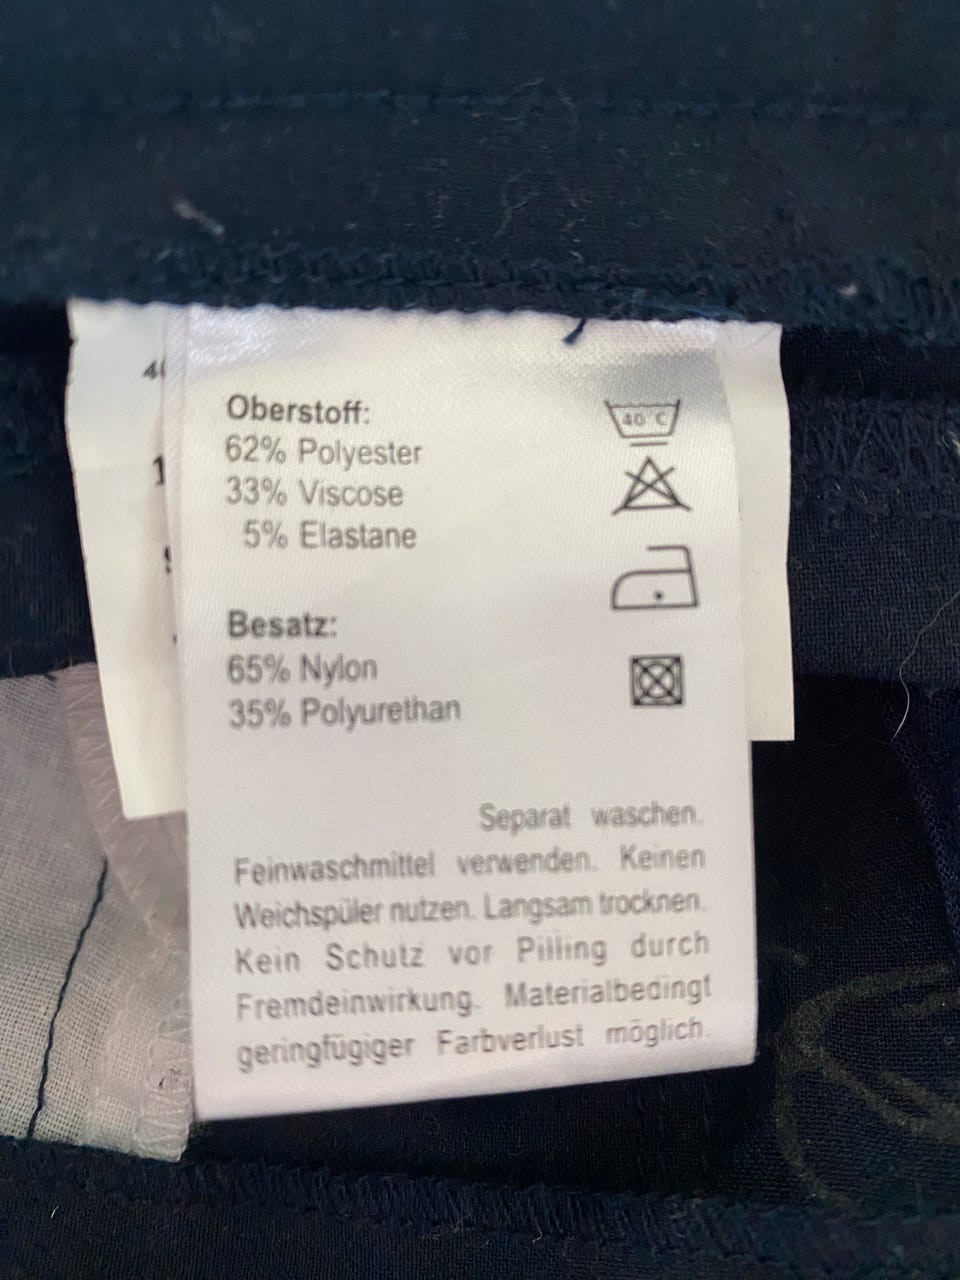 Oberstoff:
62% Polyester
33% Viscose
5% Elastane
Besatz:
65% Nylon
35% Polyurethan
40 C
Separat waschen.
Feinwaschmittel verwenden. Keinen
Weichspüler nutzen. Langsam trocknen.
Kein Schutz vor Pilling durch
Fremdeinwirkung. Materialbedingt
geringfügiger Farbverlust möglich.